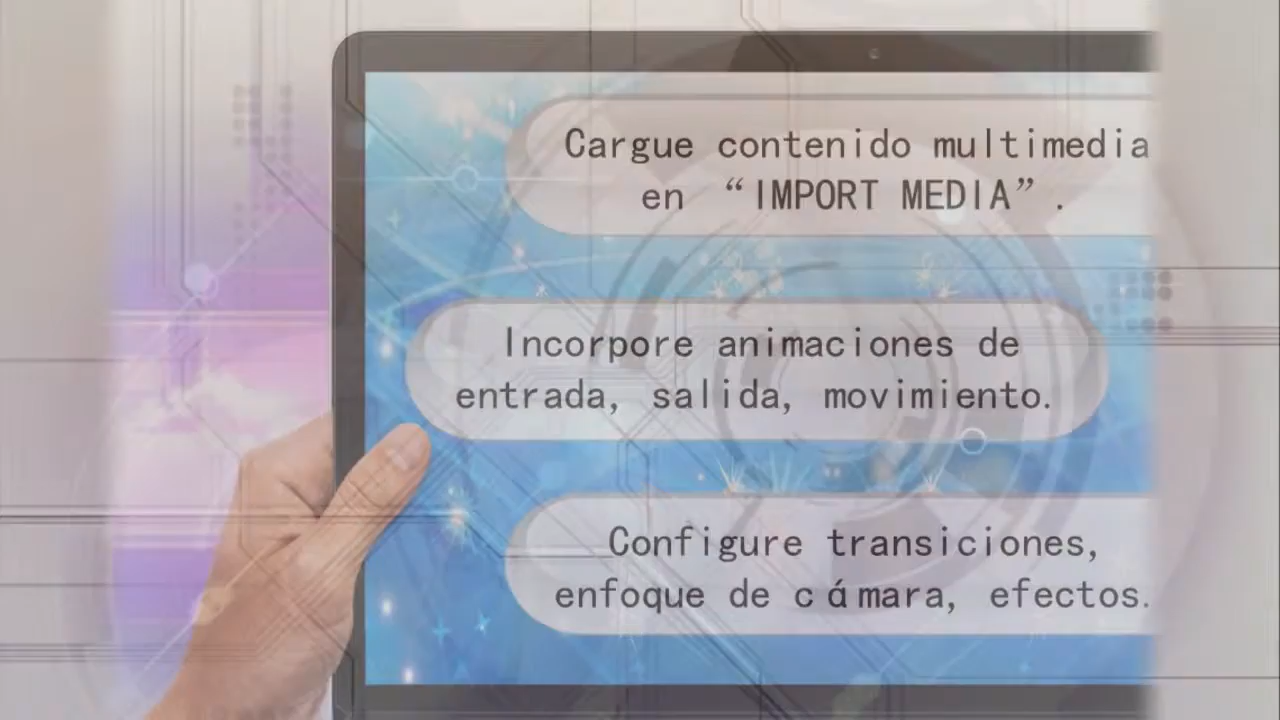 Cargue contenido multimedia
en “IMPORT MEDIA”.
Incorpore animaciones de
entrada, salida, movimiento.
Configure transiciones,
enfoque de cámara, efectos.